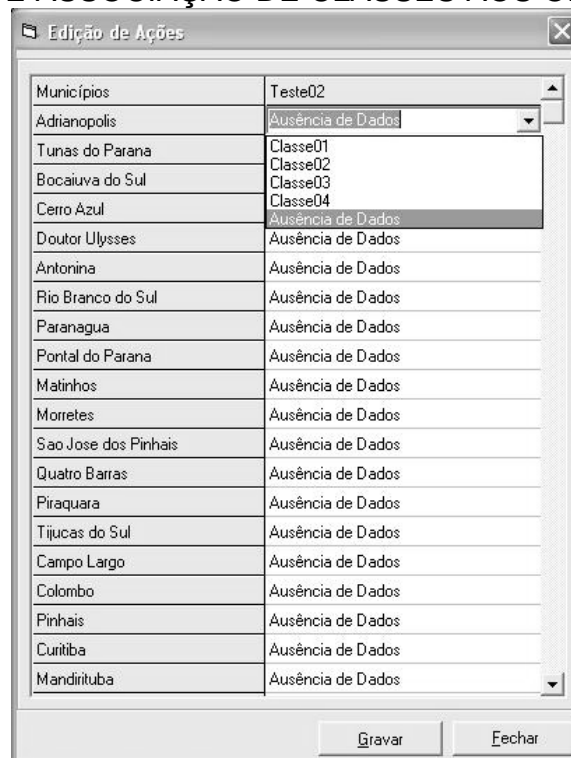 Edição de Ações
Municípios Teste02
Adrianopolis Ausência de Dados
Tunas do Parana Classe01
Classe02
Bocaiuva do Sul Classe03
Cerro Azul Classe04
Ausência de Dados
Doutor Ulysses Ausência de Dados
Antonina Ausência de Dados
Rio Branco do Sul Ausência de Dados
Paranagua Ausência de Dados
Pontal do Parana Ausência de Dados
Matinhos Ausência de Dados
Morretes Ausência de Dados
Sao Jose dos Pinhais Ausência de Dados
Quatro Barras Ausência de Dados
Piraquara Ausência de Dados
Tijucas do Sul Ausência de Dados
Campo Largo Ausência de Dados
Colombo Ausência de Dados
Pinhais Ausência de Dados
Curitiba Ausência de Dados
Mandirituba Ausência de Dados
Gravar Fechar